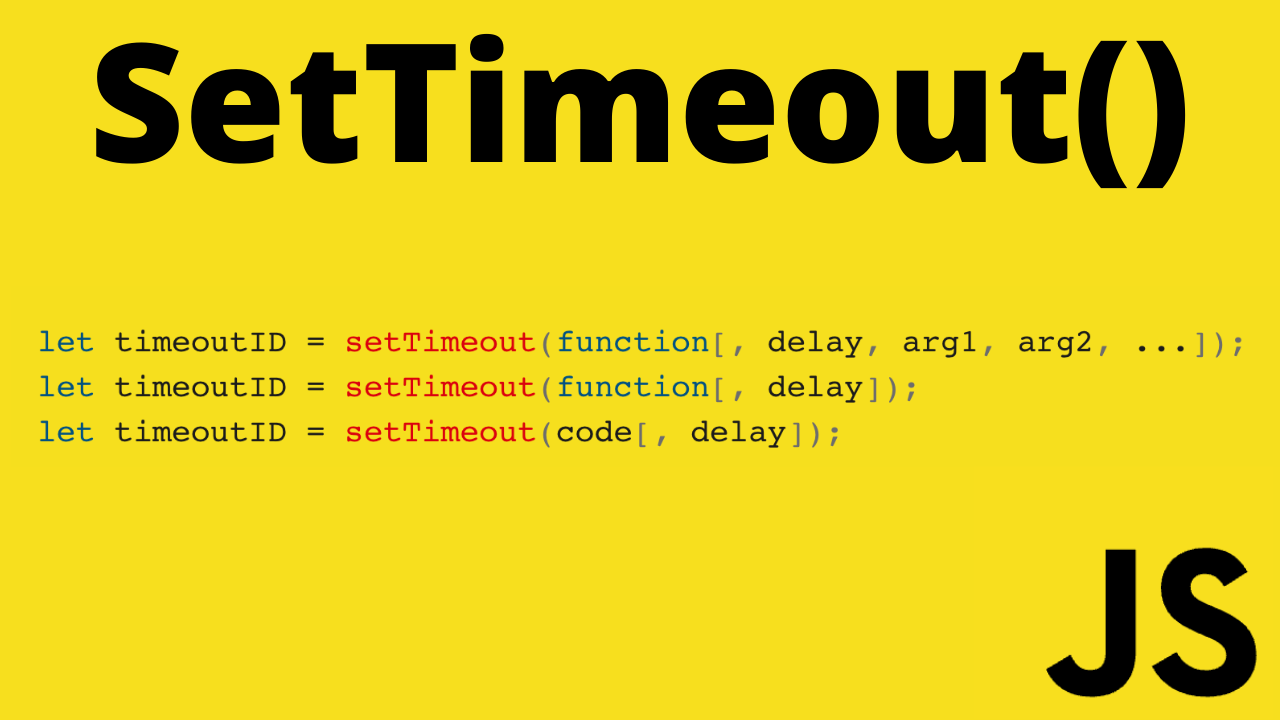 SetTimeout()
let timeoutID = setTimeout(function[, delay, arg1, arg2, ...]);
let timeoutID = setTimeout(function[, delay]);
let timeoutID = setTimeout(code[, delay]);
JS